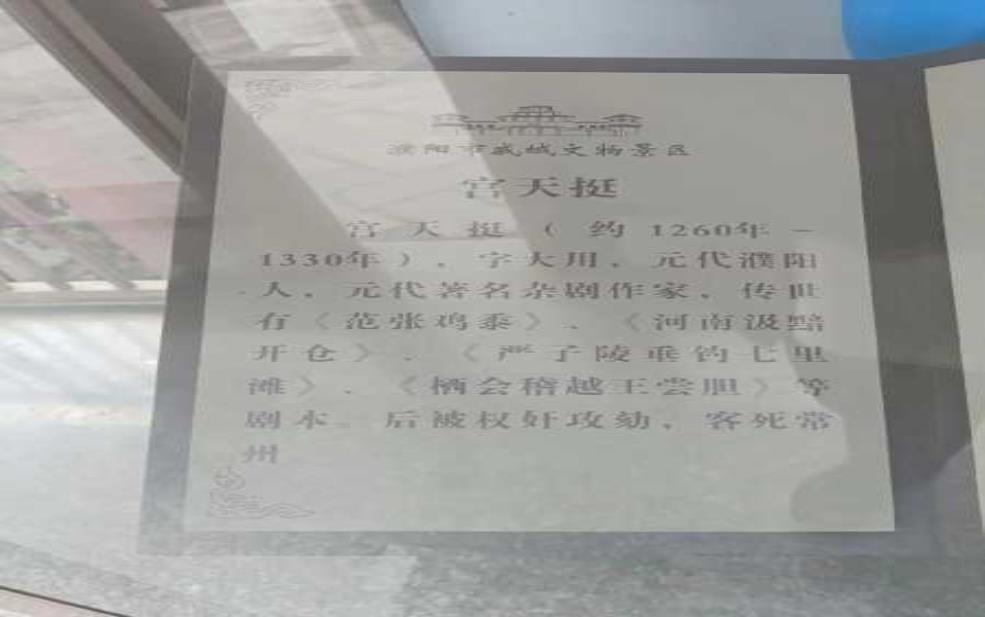 濮阳市戚城文物景区
宫天挺
宫天挺（约1260年-
1330年），字大用，元代濮阳
人，元代著名杂剧作家，传世
有《范张鸡黍》、《河南汲黯
开仓》、《严子陵垂钓七里
滩》、《栖会稽越王尝胆》等
剧本。后被权奸攻劾，客死常
州